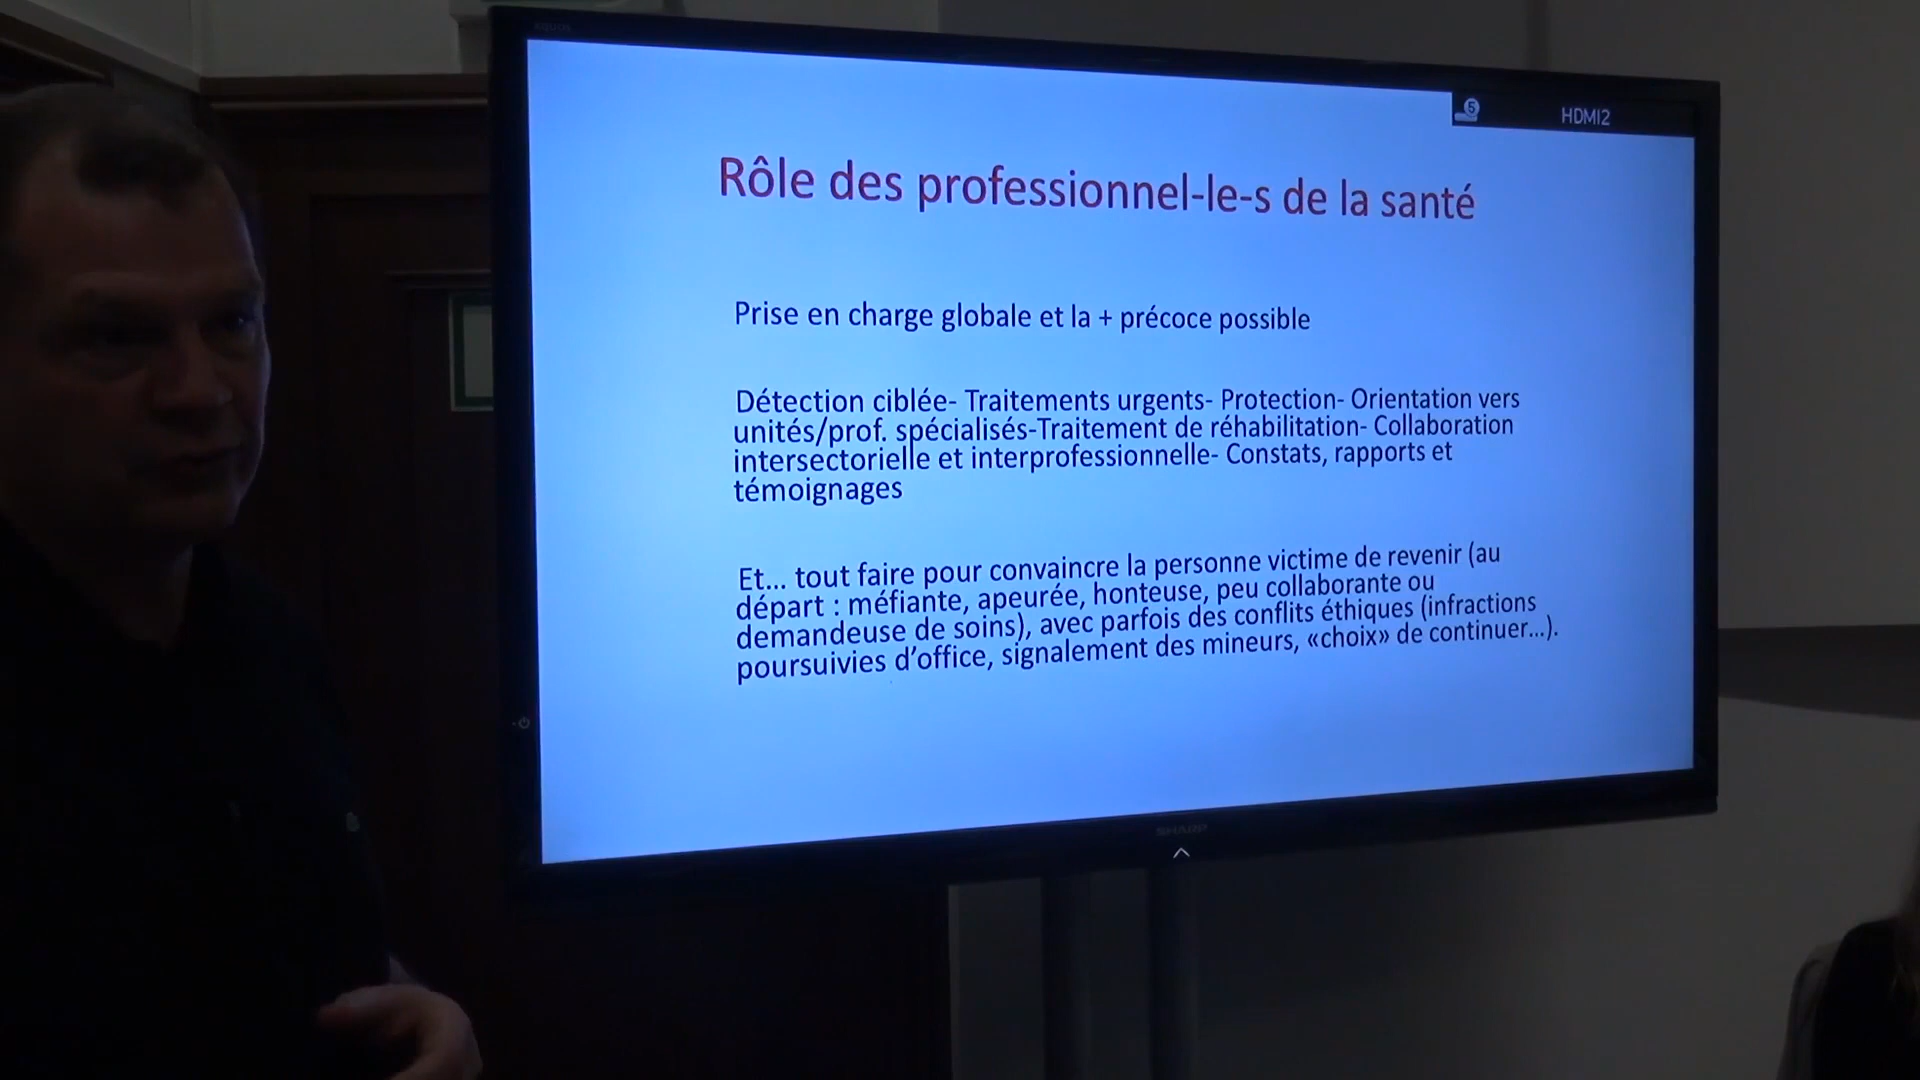 AQUOS
5
HDMI2
Rôle des professionnel-le-s de la santé
Prise en charge globale et la + précoce possible
Détection ciblée- Traitements urgents- Protection- Orientation vers
unités/prof. spécialisés-Traitement de réhabilitation- Collaboration
intersectorielle et interprofessionnelle- Constats, rapports et
témoignages
Et... tout faire pour convaincre la personne victime de revenir (au
départ : méfiante, apeurée, honteuse, peu collaborante ou
demandeuse de soins), avec parfois des conflits éthiques (infractions
poursuivies d’office, signalement des mineurs, «choix» de continuer...).
SHARP